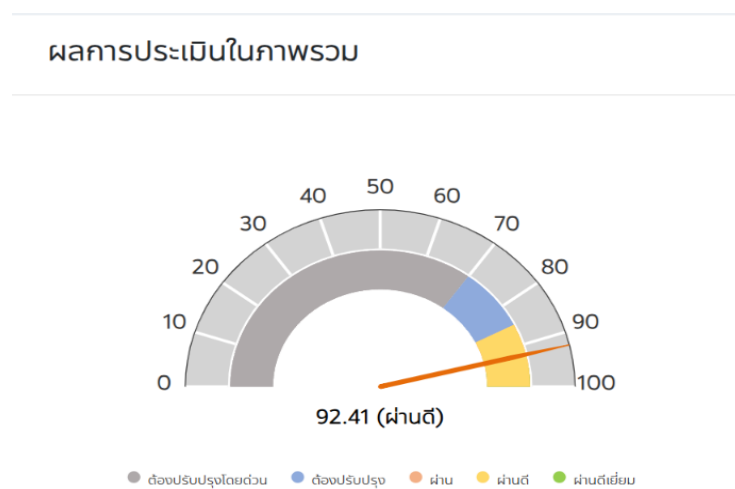 ผลการประเมินในภาพรวม
50
40 60
30 70
20 80
10 90
0 100
92.41 (ผ่านดี)
ต้องปรับปรุงโดยด่วน ต้องปรับปรุง ผ่าน ผ่านดี ผ่านดีเยี่ยม